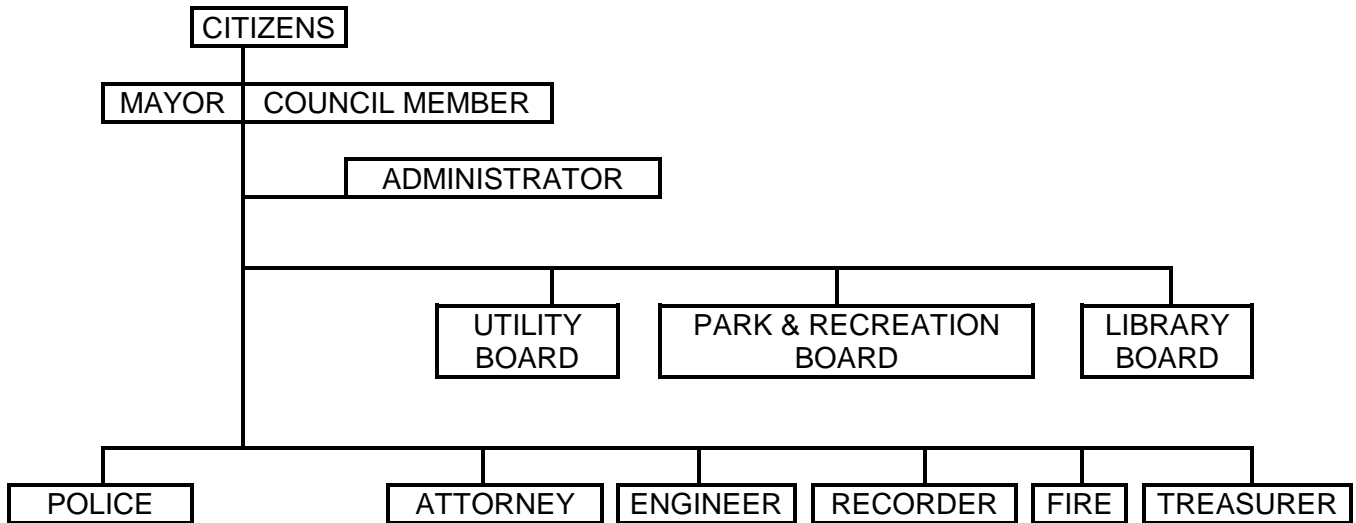 CITIZENS
MAYOR COUNCIL MEMBER
ADMINISTRATOR
UTILITY
BOARD
PARK & RECREATION
BOARD
LIBRARY
BOARD
POLICE
ATTORNEY
ENGINEER
RECORDER
FIRE
TREASURER